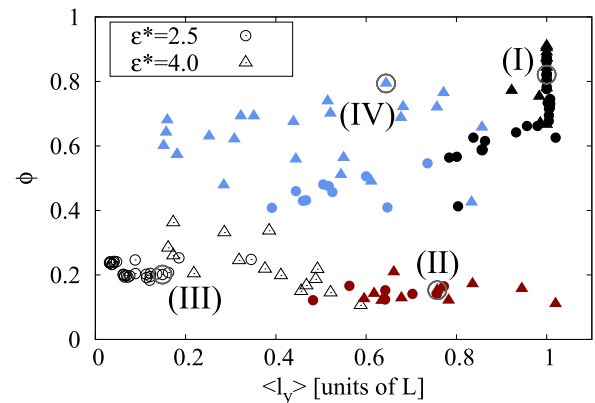 1
0.8
0.6
0.4
0.2
0
ϕ
ε*=2.5
ε*=4.0
(I)
(IV)
(II)
(III)
0 0.2 0.4 0.6 0.8 1
<l_y> [units of L]